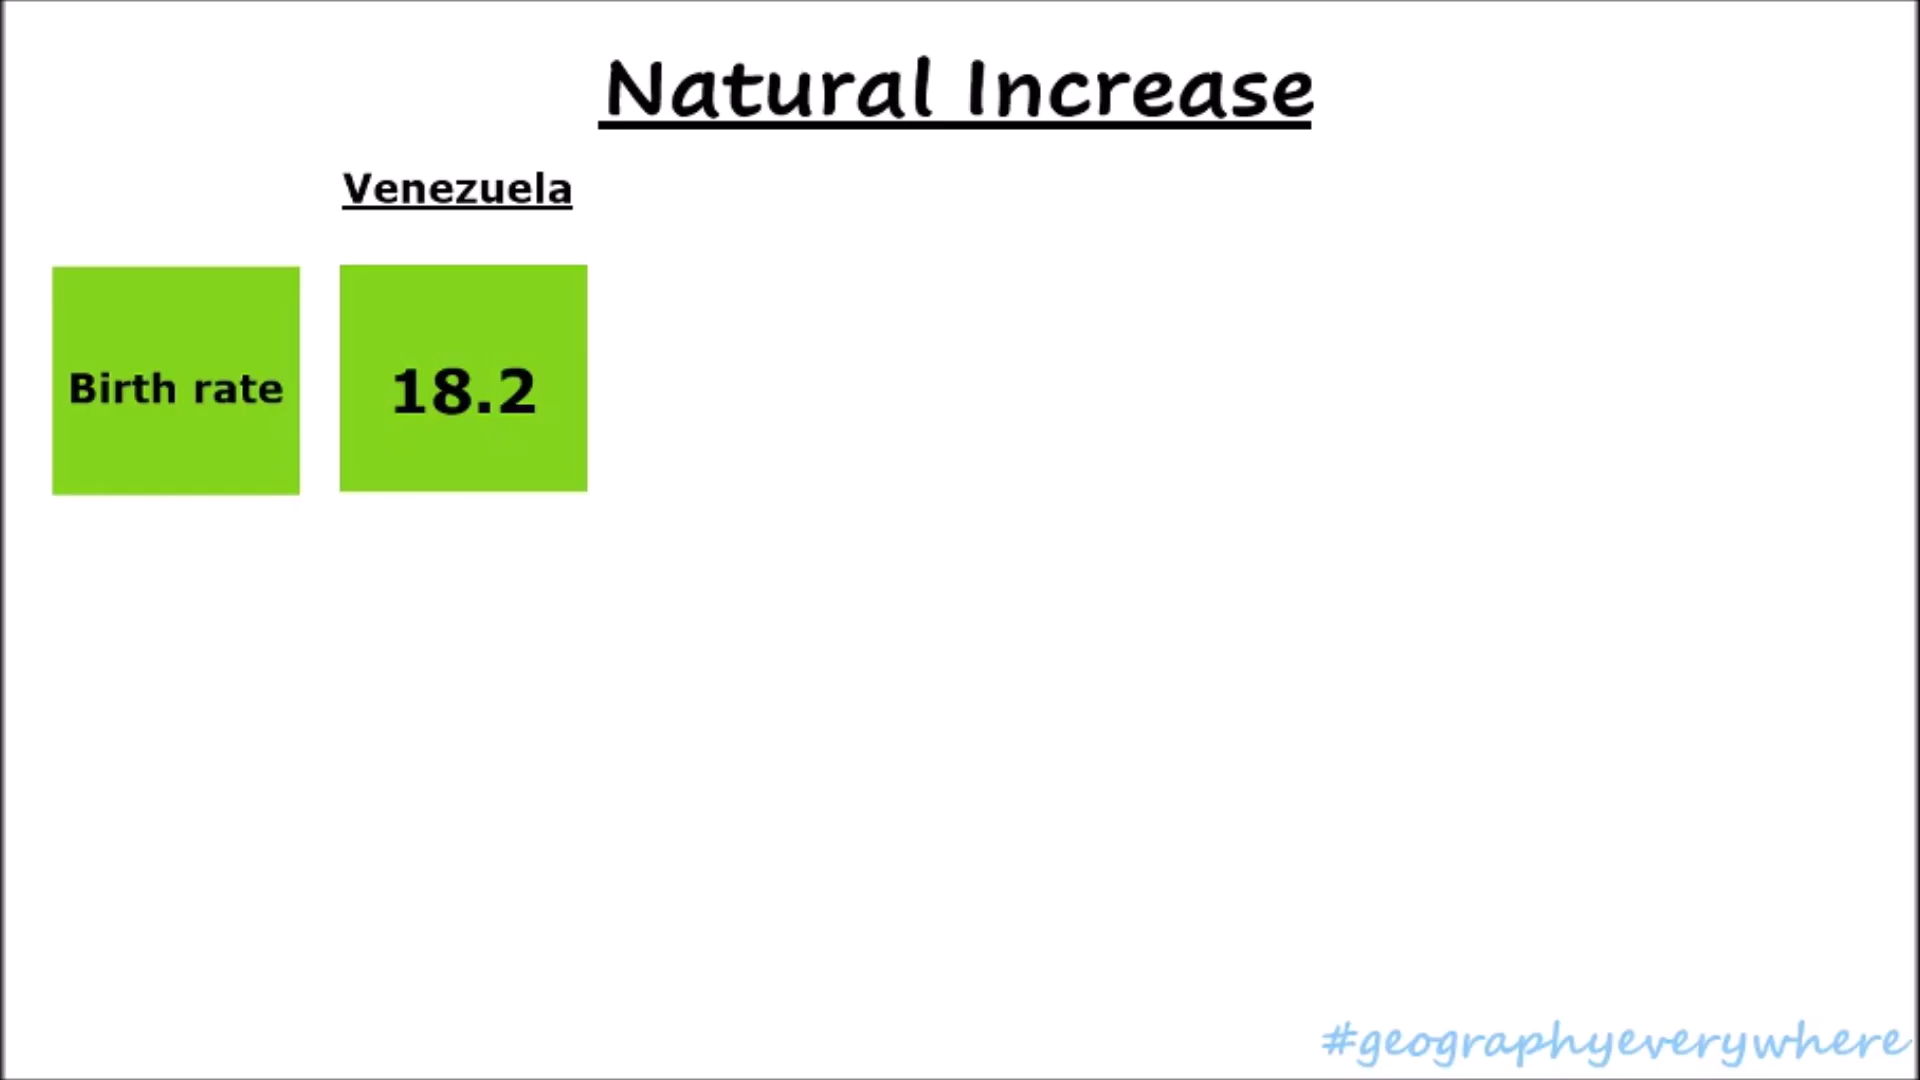 Natural Increase
Venezuela
Birth rate
18.2
#geographyeverywhere